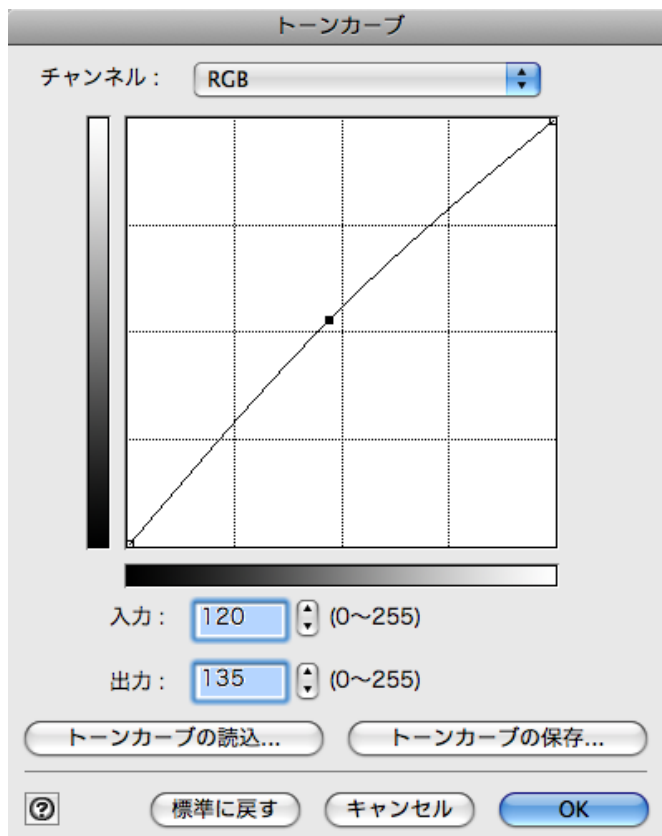 トーンカーブ
チャンネル： RGB
入力： 120 (0〜255)
出力： 135 (0〜255)
トーンカーブの読込... トーンカーブの保存...
? 標準に戻す キャンセル OK